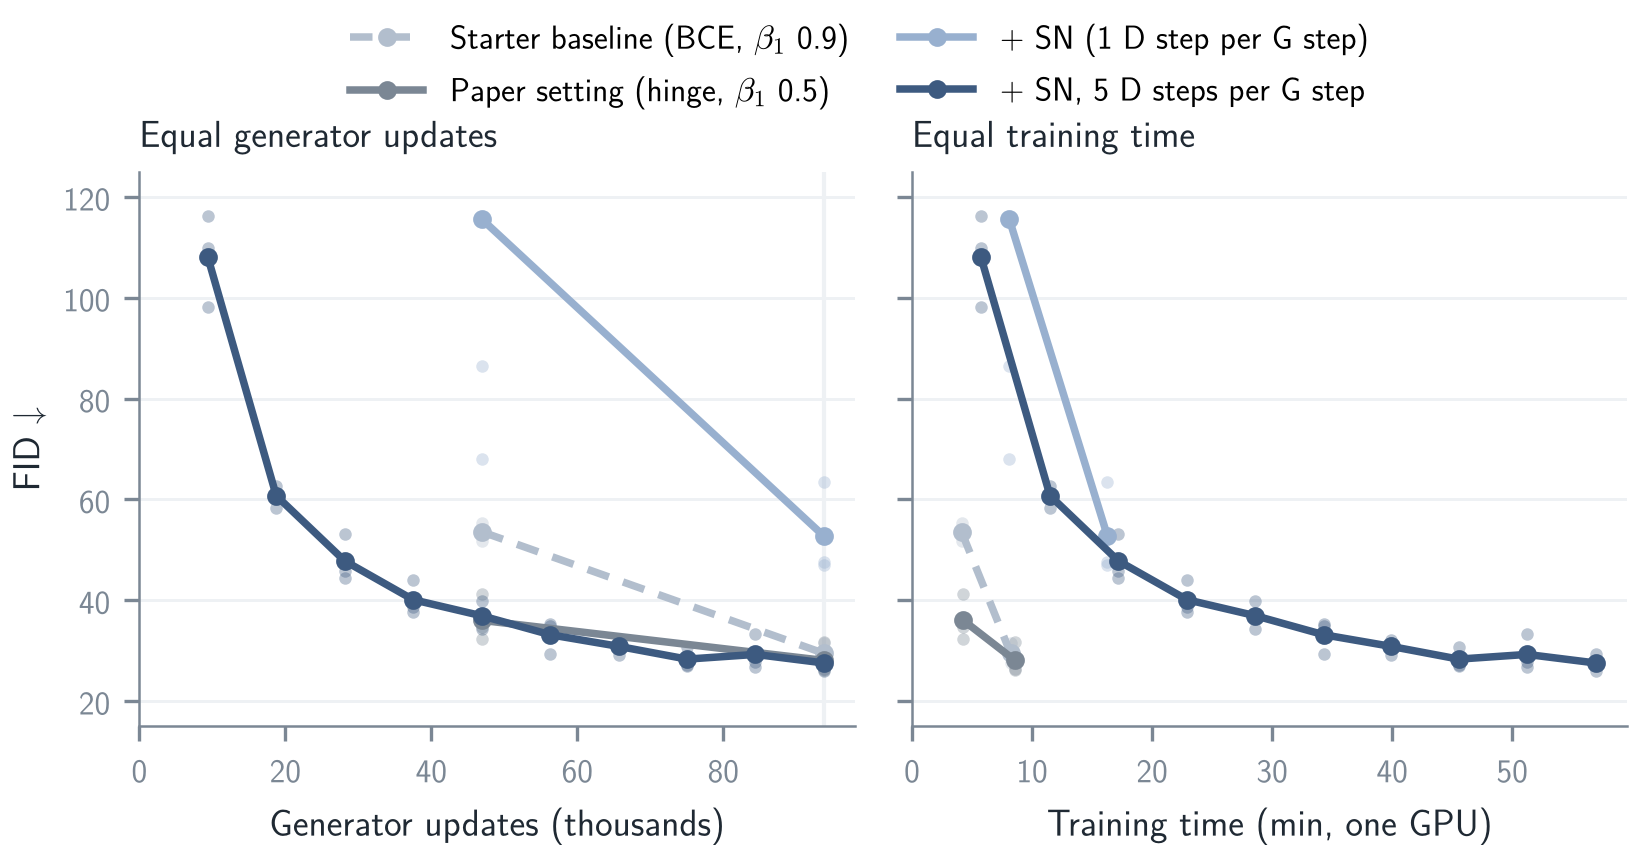 Starter baseline (BCE, β₁ 0.9)
+ SN (1 D step per G step)
Paper setting (hinge, β₁ 0.5)
+ SN, 5 D steps per G step
Equal generator updates
Equal training time
120
100
80
60
40
20
FID ↓
0 20 40 60 80
0 10 20 30 40 50
Generator updates (thousands)
Training time (min, one GPU)